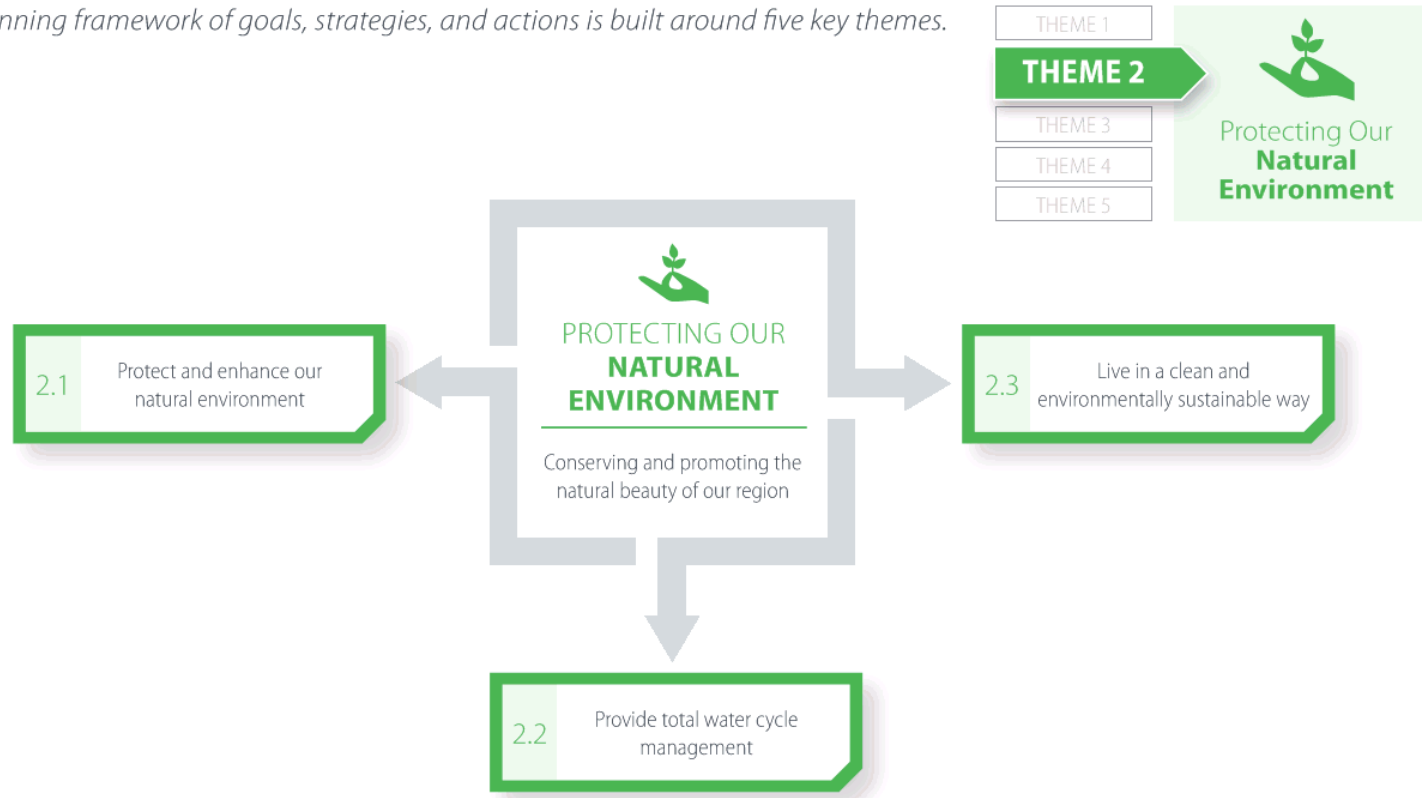 nning framework of goals, strategies, and actions is built around five key themes.
THEME 1
THEME 2
THEME 3
THEME 4
THEME 5
Protecting Our
Natural
Environment
PROTECTING OUR
NATURAL
ENVIRONMENT
Conserving and promoting the
natural beauty of our region
2.1
Protect and enhance our
natural environment
2.3
Live in a clean and
environmentally sustainable way
2.2
Provide total water cycle
management